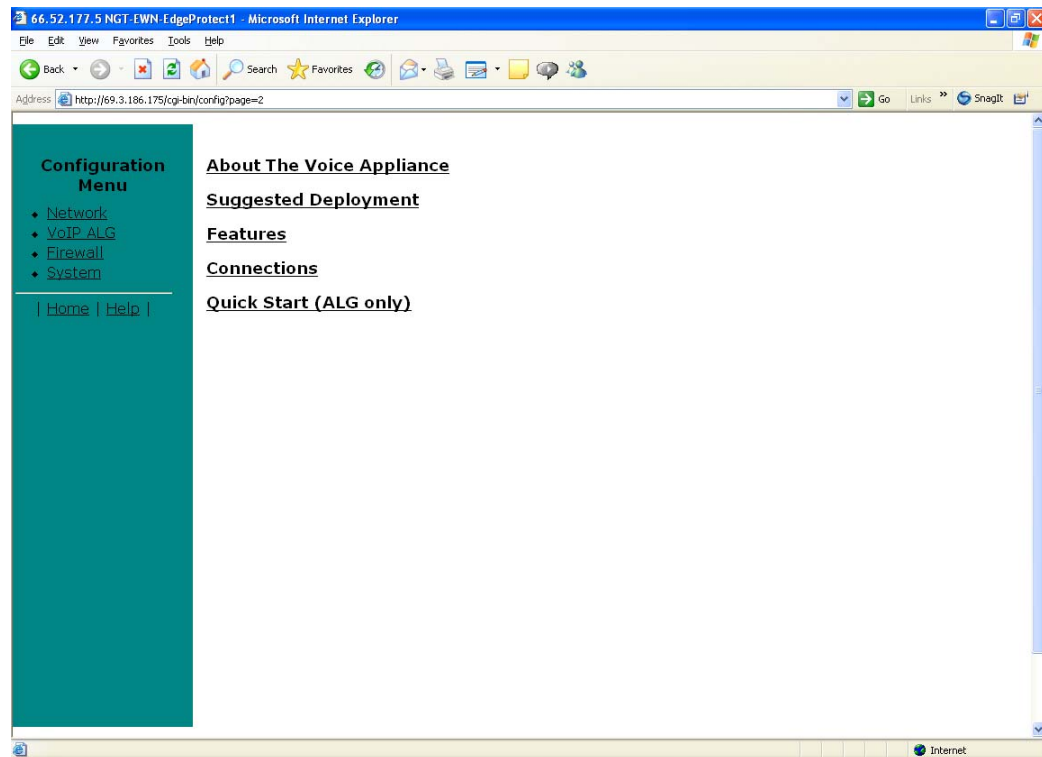 66.52.177.5 NGT-EWN-EdgeProtect1 - Microsoft Internet Explorer
File Edit View Favorites Tools Help
Back Search Favorites
Address http://69.3.186.175/cgi-bin/config?page=2 Go Links » SnagIt
Configuration
Menu
Network
VoIP ALG
Firewall
System
| Home | Help |
About The Voice Appliance
Suggested Deployment
Features
Connections
Quick Start (ALG only)
Internet